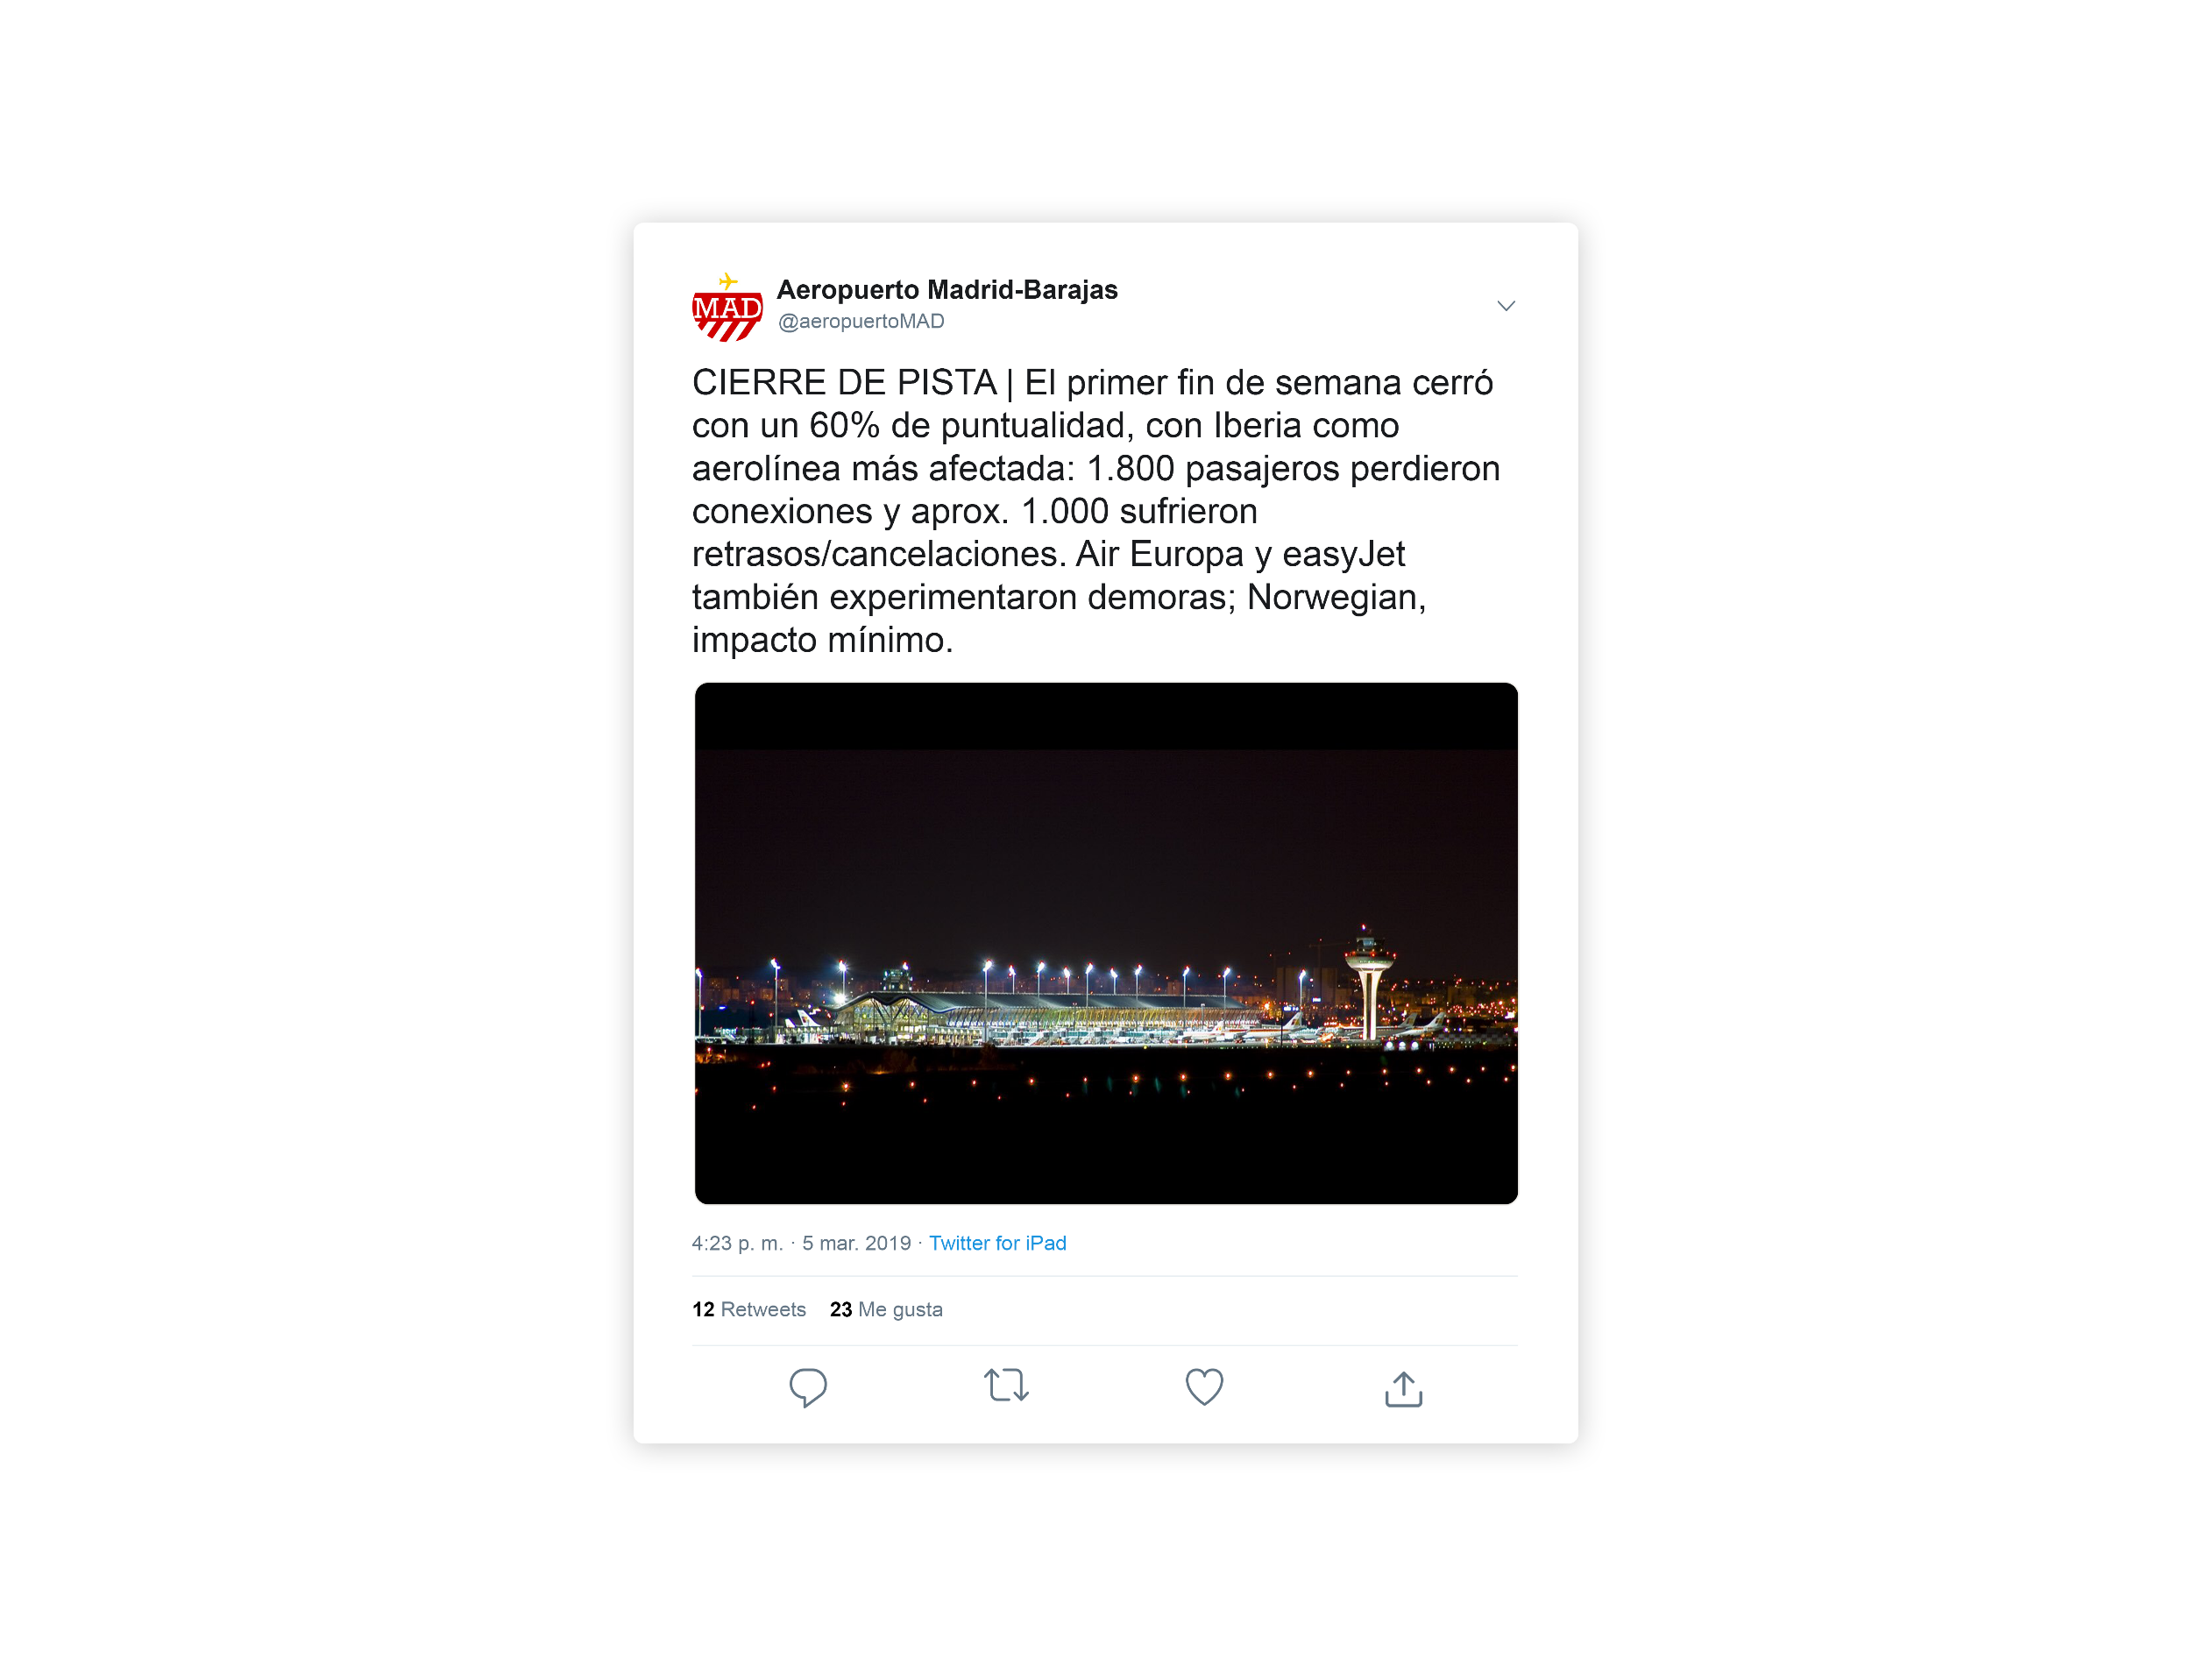 MAD
Aeropuerto Madrid-Barajas
@aeropuertoMAD
CIERRE DE PISTA | El primer fin de semana cerró
con un 60% de puntualidad, con Iberia como
aerolínea más afectada: 1.800 pasajeros perdieron
conexiones y aprox. 1.000 sufrieron
retrasos/cancelaciones. Air Europa y easyJet
también experimentaron demoras; Norwegian,
impacto mínimo.
4:23 p. m. · 5 mar. 2019 · Twitter for iPad
12 Retweets 23 Me gusta